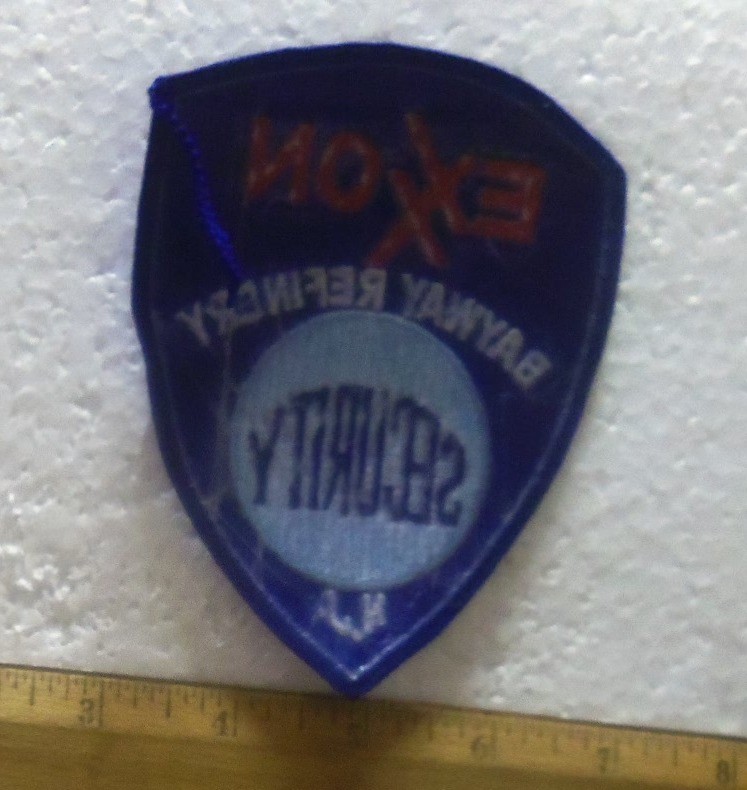 EXXON
BAYWAY REFINERY
SECURITY
N.J.
3 4 5 6 7 8